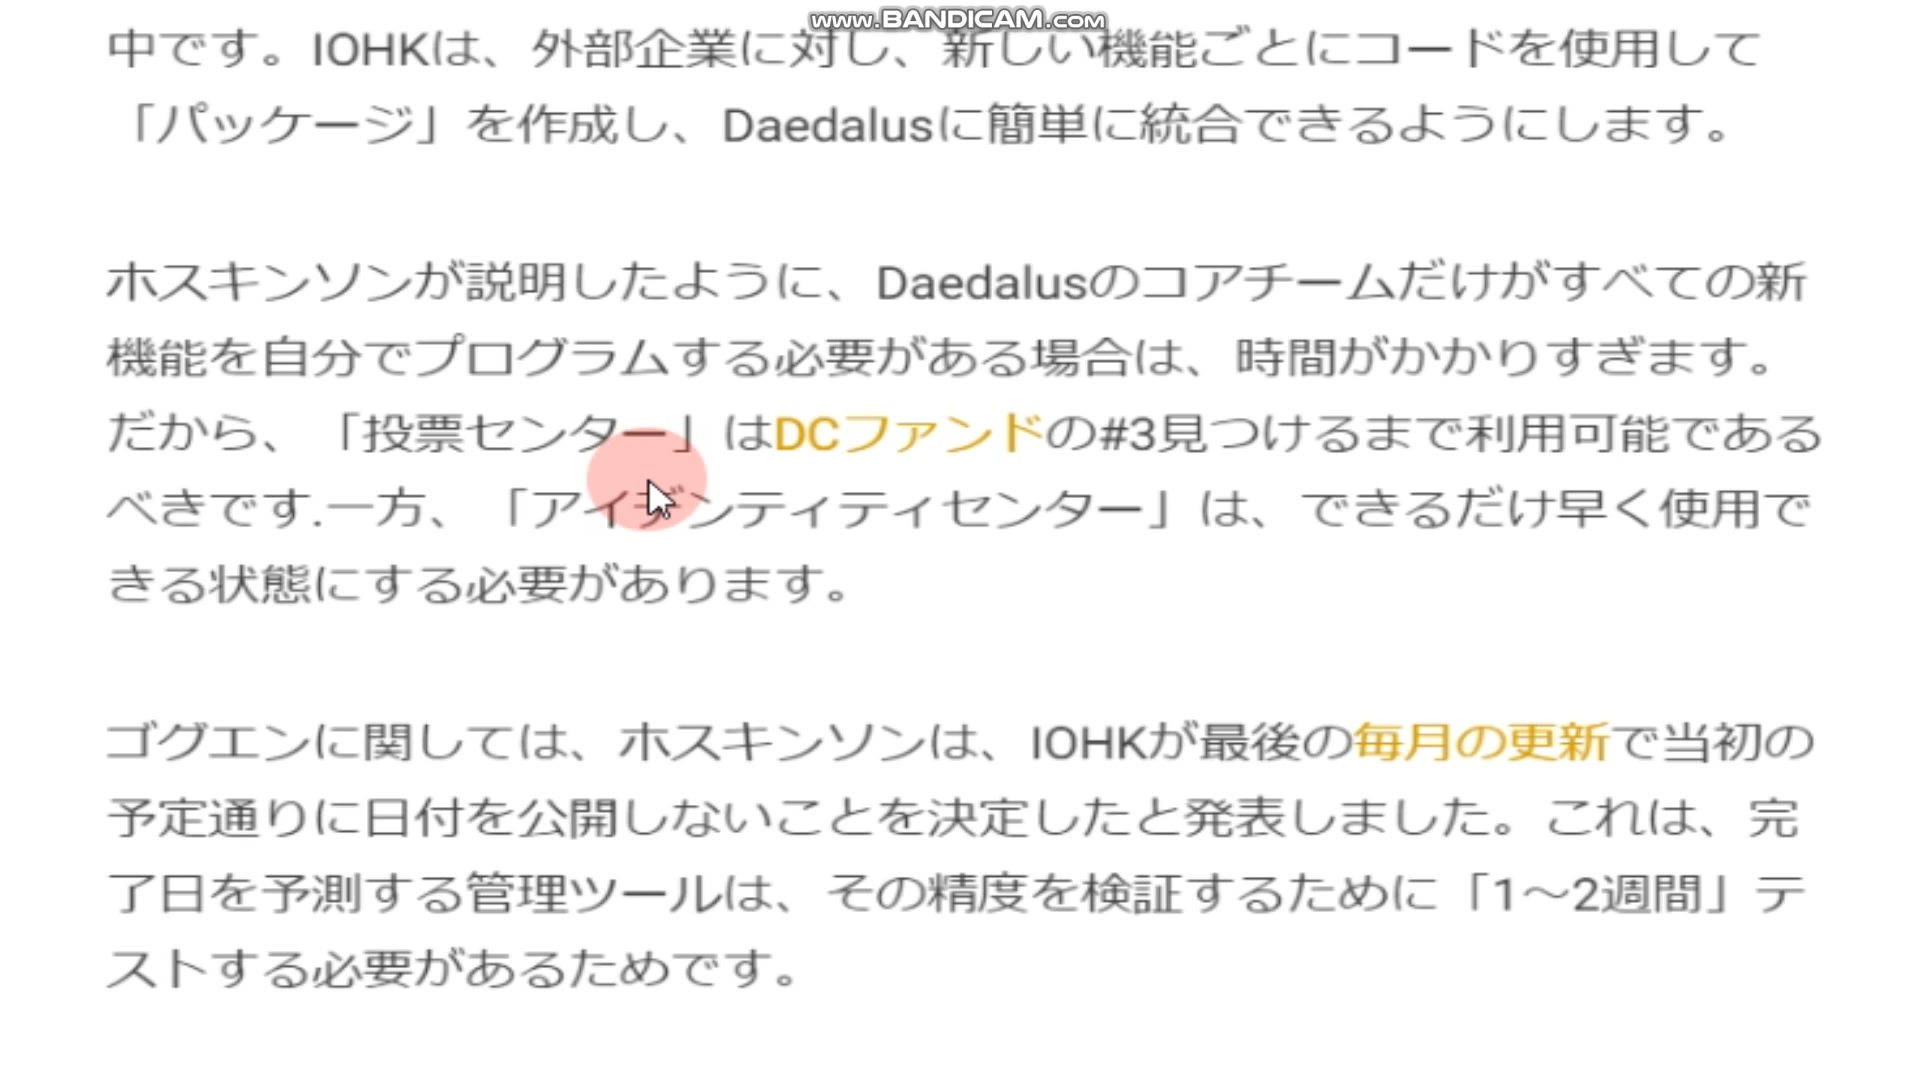 www.BANDICAM.com
中です。IOHKは、外部企業に対し、新しい機能ごとにコードを使用して
「パッケージ」を作成し、Daedalusに簡単に統合できるようにします。
ホスキンソンが説明したように、Daedalusのコアチームだけがすべての新
機能を自分でプログラムする必要がある場合は、時間がかかりすぎます。
だから、「投票センター」はDCファンドの#3見つけるまで利用可能である
べきです.一方、「アイデンティティセンター」は、できるだけ早く使用で
きる状態にする必要があります。
ゴグエンに関しては、ホスキンソンは、IOHKが最後の毎月の更新で当初の
予定通りに日付を公開しないことを決定したと発表しました。これは、完
了日を予測する管理ツールは、その精度を検証するために「1～2週間」テ
ストする必要があるためです。